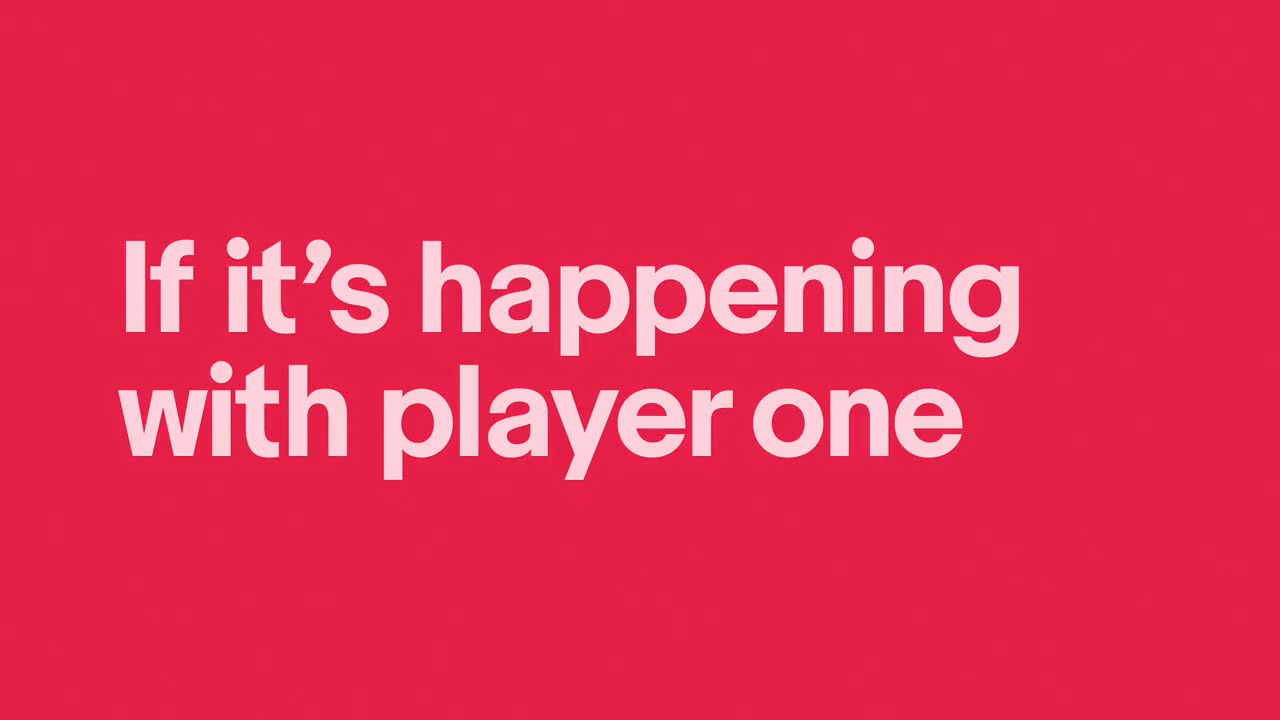 If it’s happening
with player one